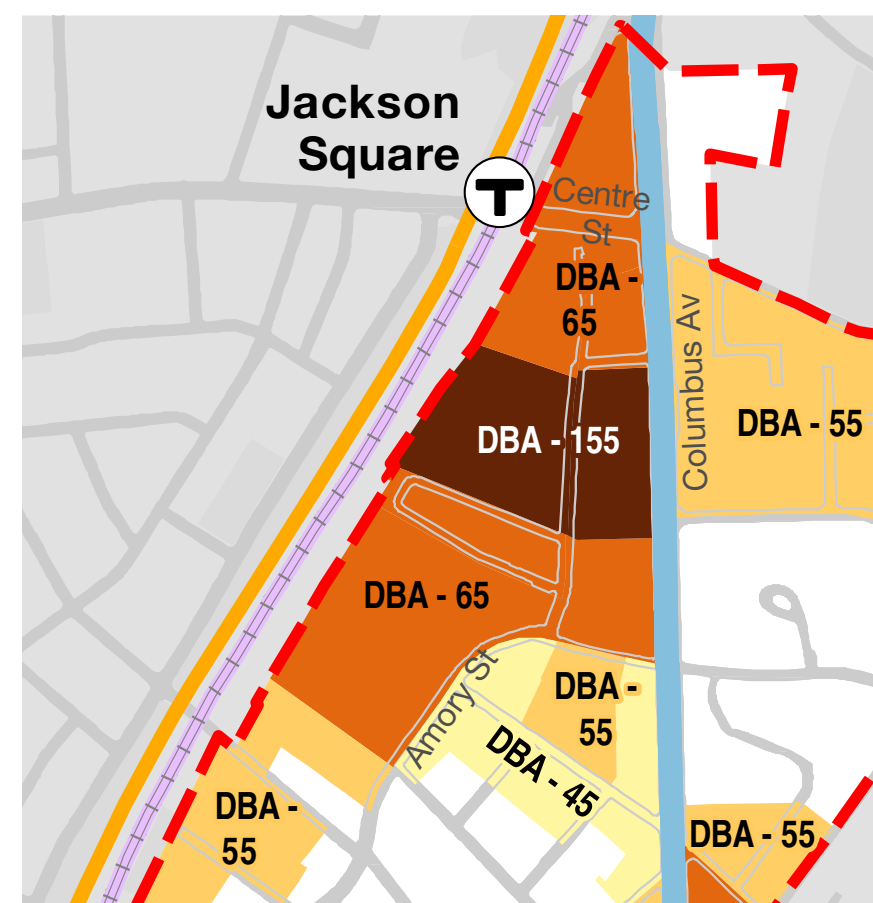 Jackson
Square
T
Centre
St
DBA -
65
Columbus Av
DBA - 55
DBA - 155
DBA - 65
Amory St
DBA -
55
DBA - 45
DBA -
55
DBA - 55